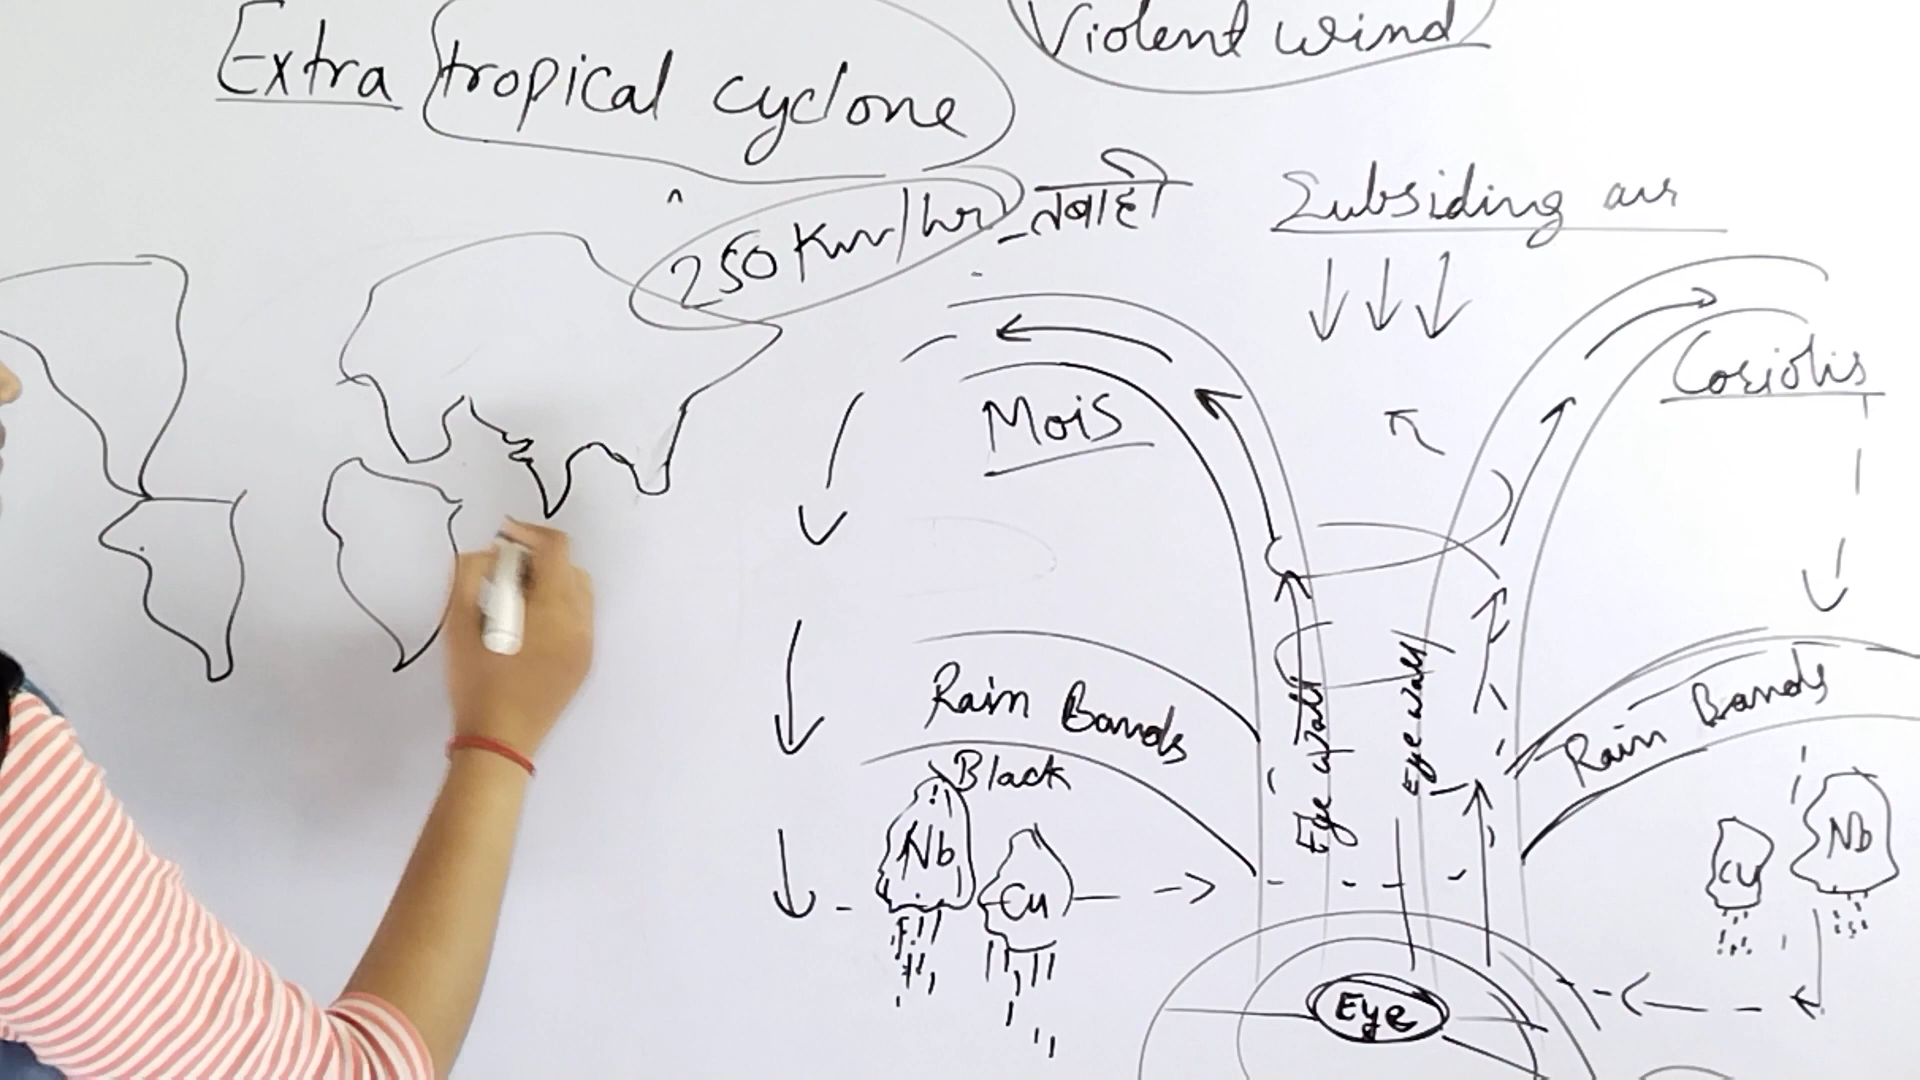 Violent wind
Extra tropical cyclone
250 Km/hr - तबाही
Subsiding air
Coriolis
Mois
Rain Bands
Rain Bands
Eye wall
Eye wall
Black
Nb
Cu
Cu
Nb
Eye